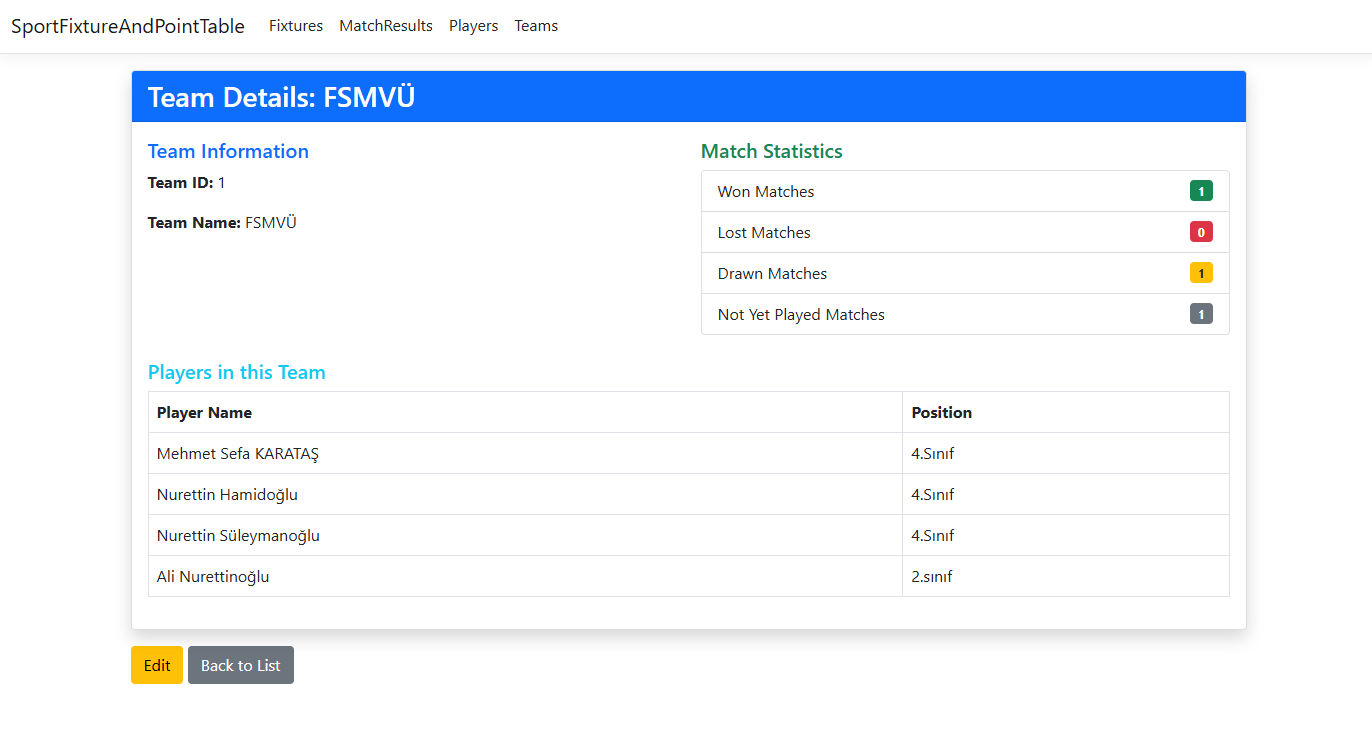 SportFixtureAndPointTable Fixtures MatchResults Players Teams
Team Details: FSMVÜ
Team Information
Team ID: 1
Team Name: FSMVÜ
Match Statistics
Won Matches 1
Lost Matches 0
Drawn Matches 1
Not Yet Played Matches 1
Players in this Team
Player Name Position
Mehmet Sefa KARATAŞ 4.Sınıf
Nurettin Hamidoğlu 4.Sınıf
Nurettin Süleymanoğlu 4.Sınıf
Ali Nurettinoğlu 2.sınıf
Edit Back to List